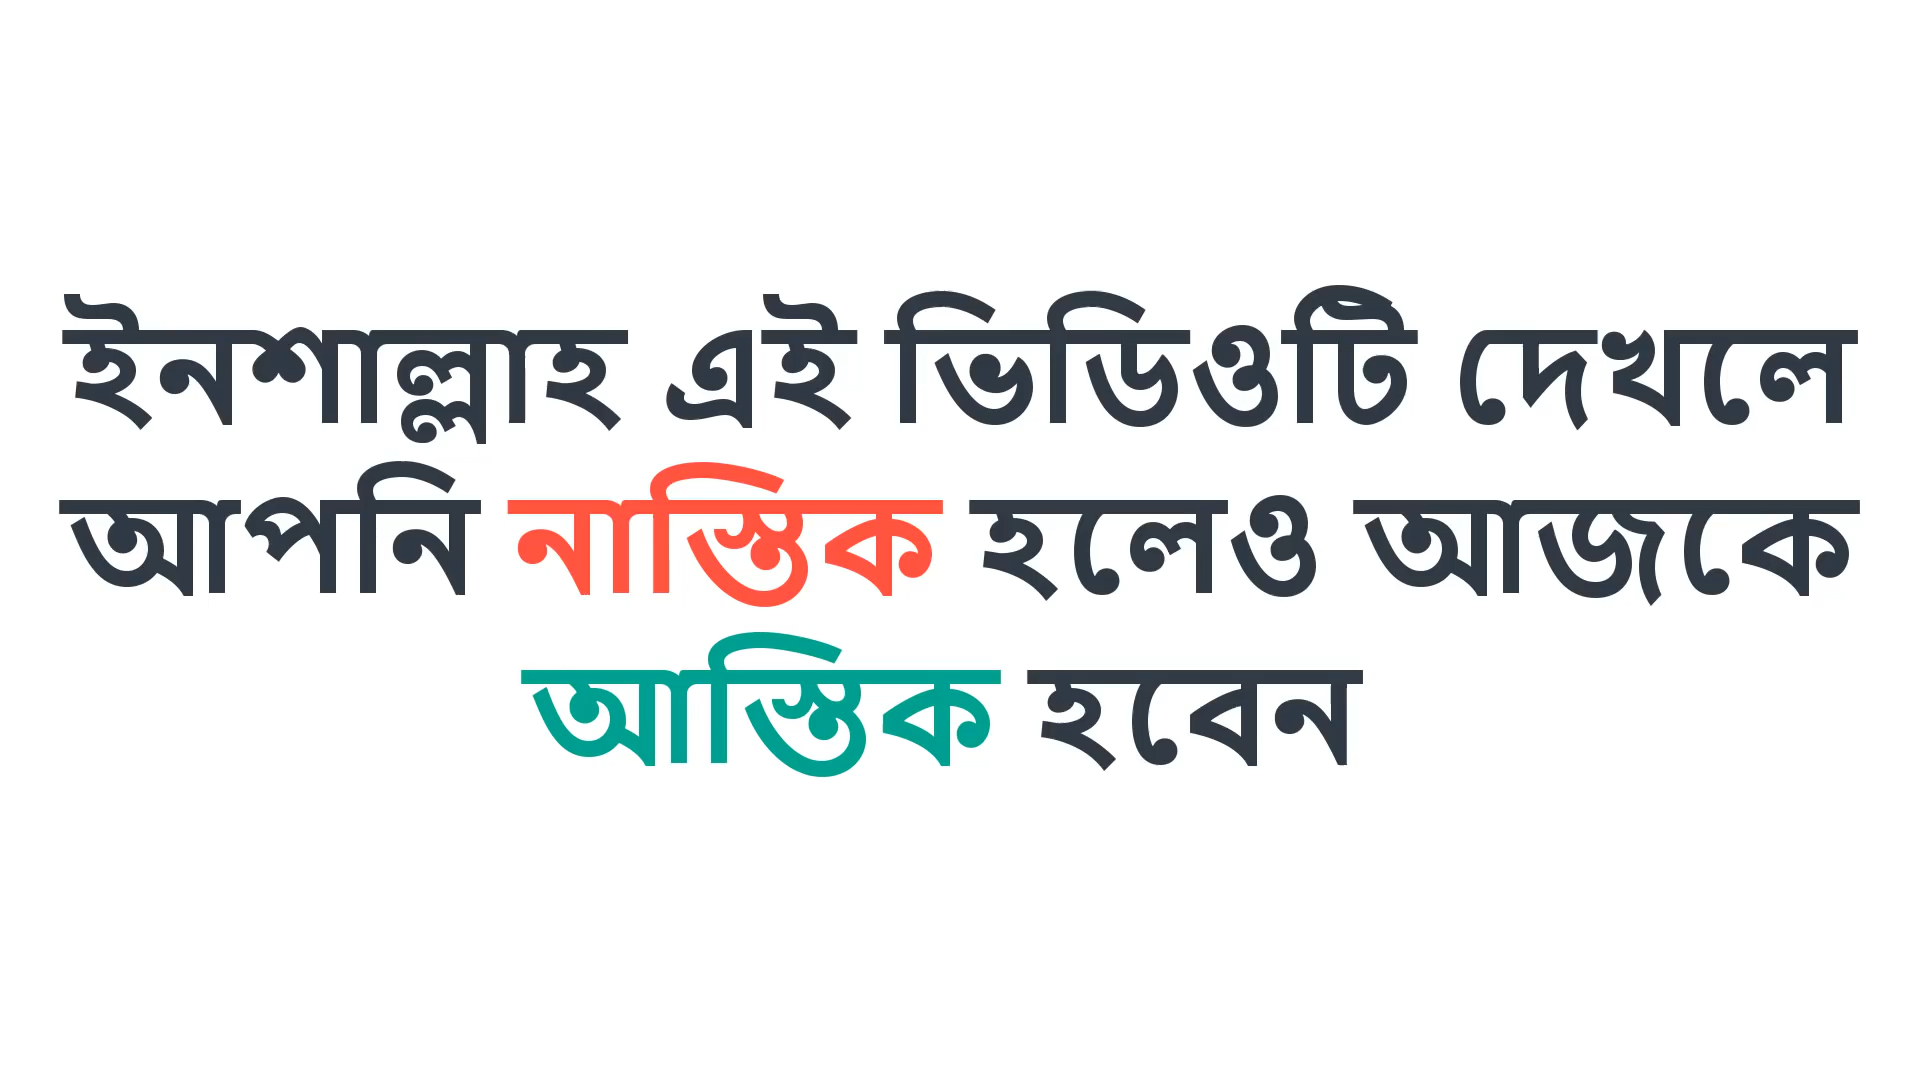 ইনশাল্লাহ এই ভিডিওটি দেখলে
আপনি নাস্তিক হলেও আজকে
আস্তিক হবেন